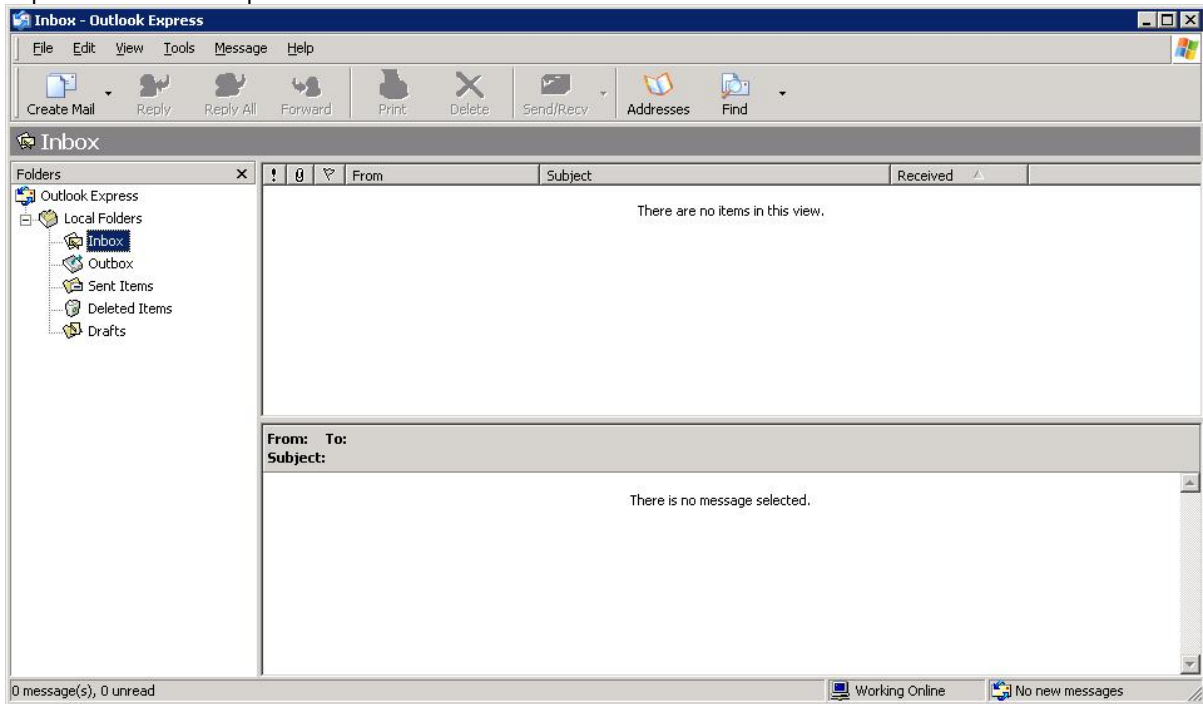 Inbox - Outlook Express
File Edit View Tools Message Help
Create Mail Reply Reply All Forward Print Delete Send/Recv Addresses Find
Inbox
Folders
! From Subject Received
Outlook Express
There are no items in this view.
Local Folders
Inbox
Outbox
Sent Items
Deleted Items
Drafts
From: To:
Subject:
There is no message selected.
0 message(s), 0 unread Working Online No new messages